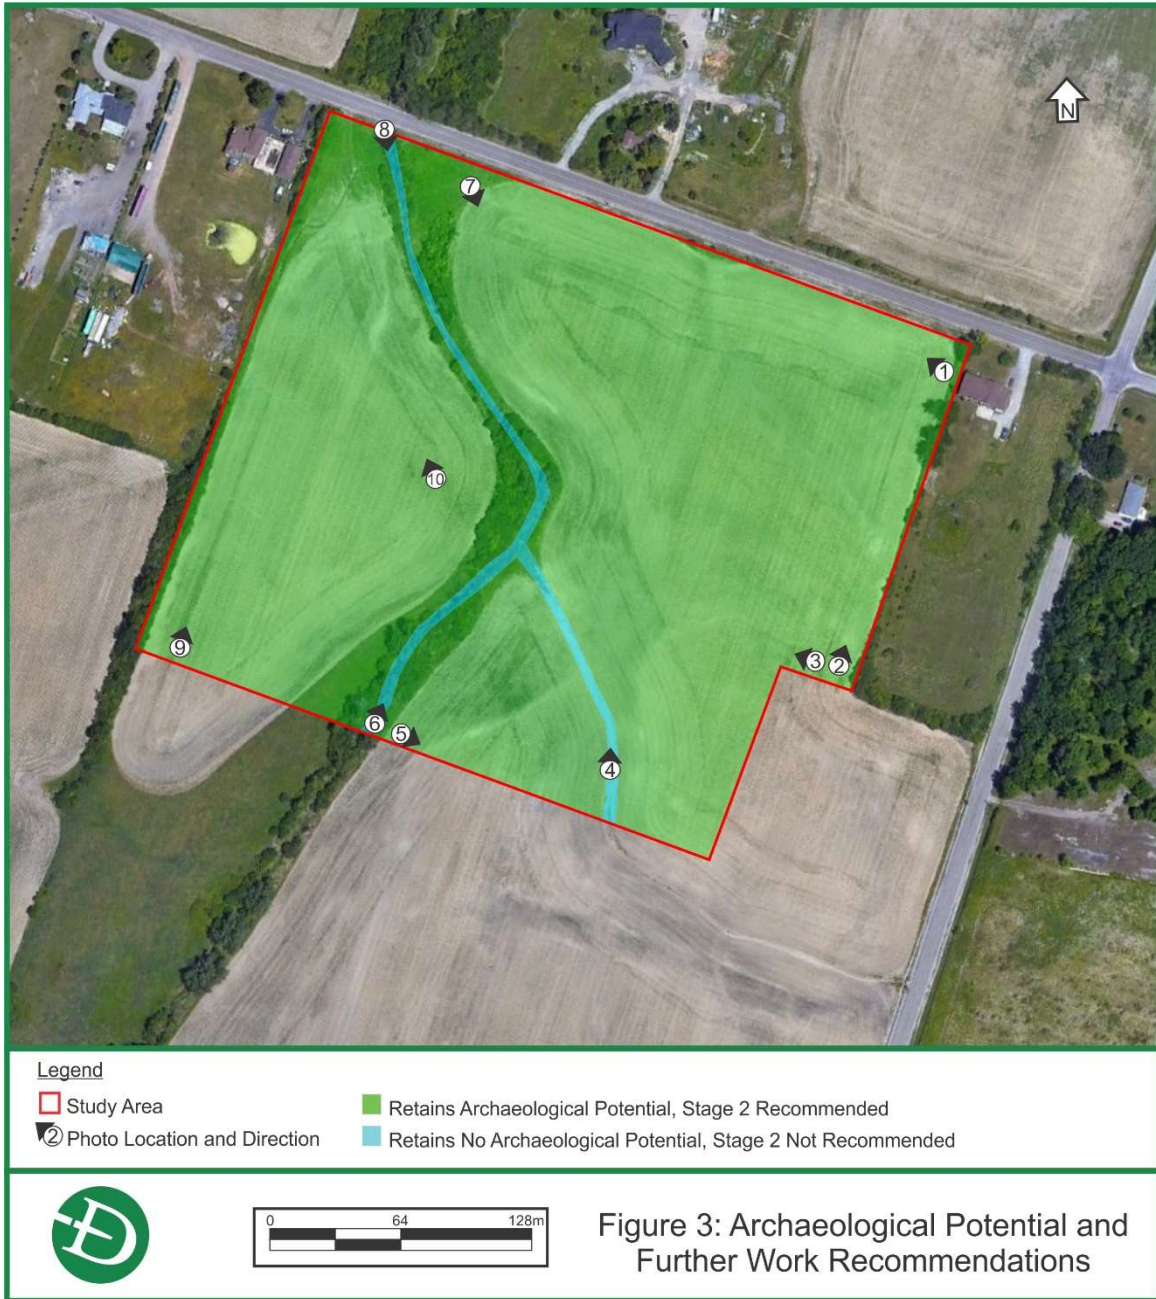 N
8
7
1
10
9
3
2
6
5
4
Legend
Study Area
Retains Archaeological Potential, Stage 2 Recommended
2 Photo Location and Direction
Retains No Archaeological Potential, Stage 2 Not Recommended
D
0 64 128m
Figure 3: Archaeological Potential and
Further Work Recommendations